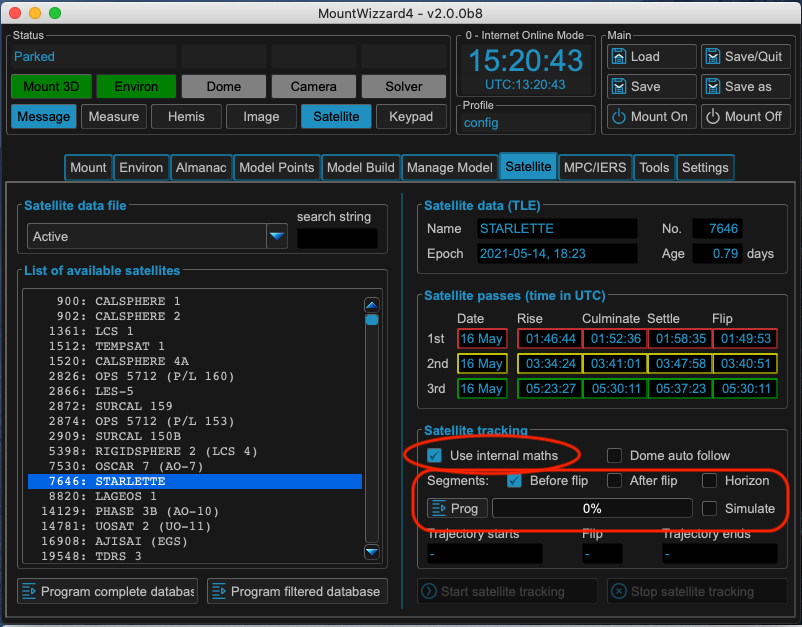 MountWizzard4 - v2.0.0b8
Status
Parked
Mount 3D Environ Dome Camera Solver
Message Measure Hemis Image Satellite Keypad
0 - Internet Online Mode
15:20:43
UTC:13:20:43
Profile
config
Main
Load Save/Quit
Save Save as
Mount On Mount Off
Mount Environ Almanac Model Points Model Build Manage Model Satellite MPC/IERS Tools Settings
Satellite data file
search string
Active
List of available satellites
900: CALSPHERE 1
902: CALSPHERE 2
1361: LCS 1
1512: TEMPSAT 1
1520: CALSPHERE 4A
2826: OPS 5712 (P/L 160)
2866: LES-5
2872: SURCAL 159
2874: OPS 5712 (P/L 153)
2909: SURCAL 150B
5398: RIGIDSPHERE 2 (LCS 4)
7530: OSCAR 7 (AO-7)
7646: STARLETTE
8820: LAGEOS 1
14129: PHASE 3B (AO-10)
14781: UOSAT 2 (UO-11)
16908: AJISAI (EGS)
19548: TDRS 3
Program complete databas Program filtered database
Satellite data (TLE)
Name STARLETTE No. 7646
Epoch 2021-05-14, 18:23 Age 0.79 days
Satellite passes (time in UTC)
Date Rise Culminate Settle Flip
1st 16 May 01:46:44 01:52:36 01:58:35 01:49:53
2nd 16 May 03:34:24 03:41:01 03:47:58 03:40:51
3rd 16 May 05:23:27 05:30:11 05:37:23 05:30:11
Satellite tracking
Use internal maths Dome auto follow
Segments: Before flip After flip Horizon
Prog 0% Simulate
Trajectory starts Flip Trajectory ends
- - -
Start satellite tracking Stop satellite tracking